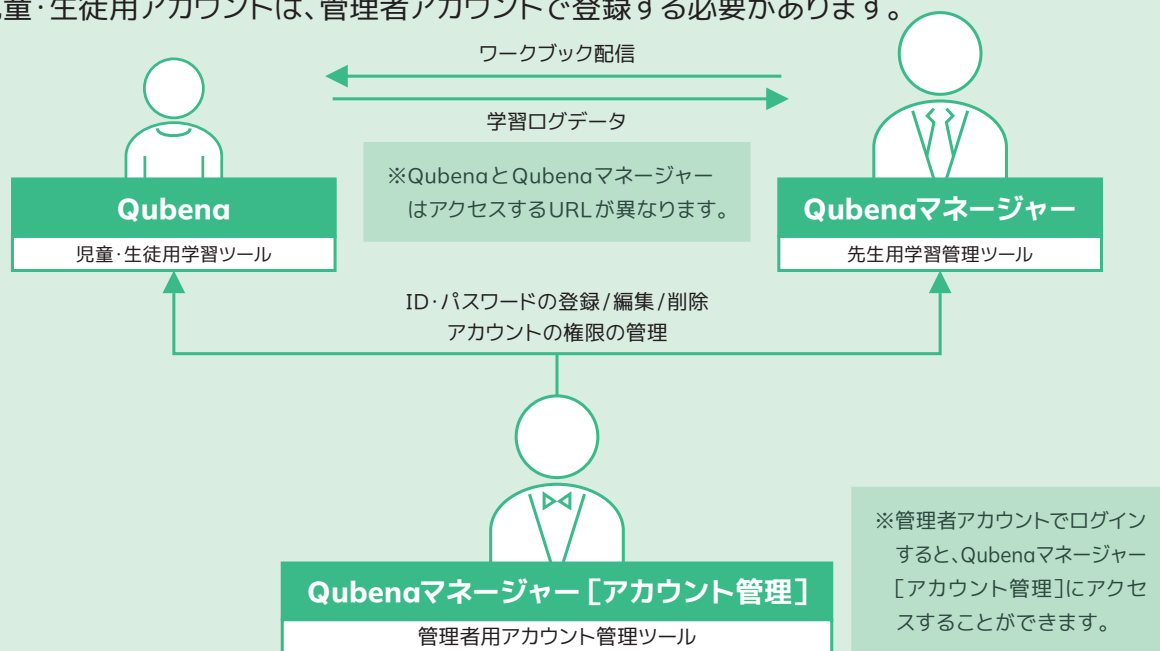 童・生徒用アカウントは、管理者アカウントで登録する必要があります。
ワークブック配信
学習ログデータ
※QubenaとQubenaマネージャー
はアクセスするURLが異なります。
Qubena
児童・生徒用学習ツール
Qubenaマネージャー
先生用学習管理ツール
ID・パスワードの登録/編集/削除
アカウントの権限の管理
Qubenaマネージャー[アカウント管理]
管理者用アカウント管理ツール
※管理者アカウントでログイン
すると、Qubenaマネージャー
[アカウント管理]にアクセ
スすることができます。